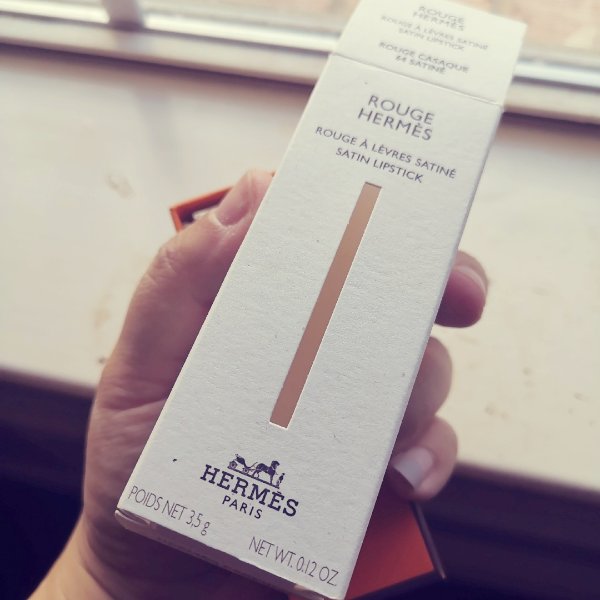 ROUGE
HERMÈS
ROUGE À LÈVRES SATINÉ
SATIN LIPSTICK
ROUGE CASAQUE
64 SATINÉ
ROUGE
HERMÈS
ROUGE À LÈVRES SATINÉ
SATIN LIPSTICK
HERMÈS
PARIS
POIDS NET 3,5 g
NET WT. 0.12 OZ.